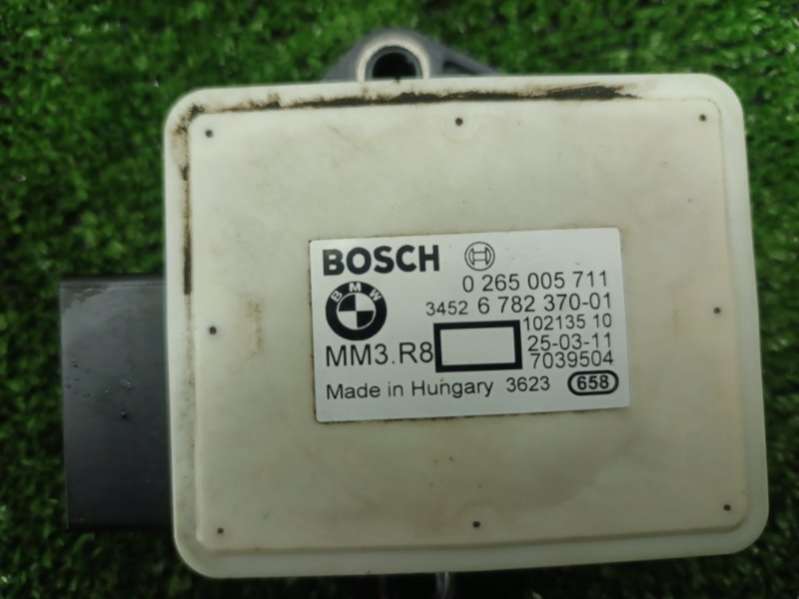 BOSCH
0 265 005 711
BMW
3452 6 782 370-01
102135 10
MM3.R8
25-03-11
7039504
Made in Hungary 3623 658